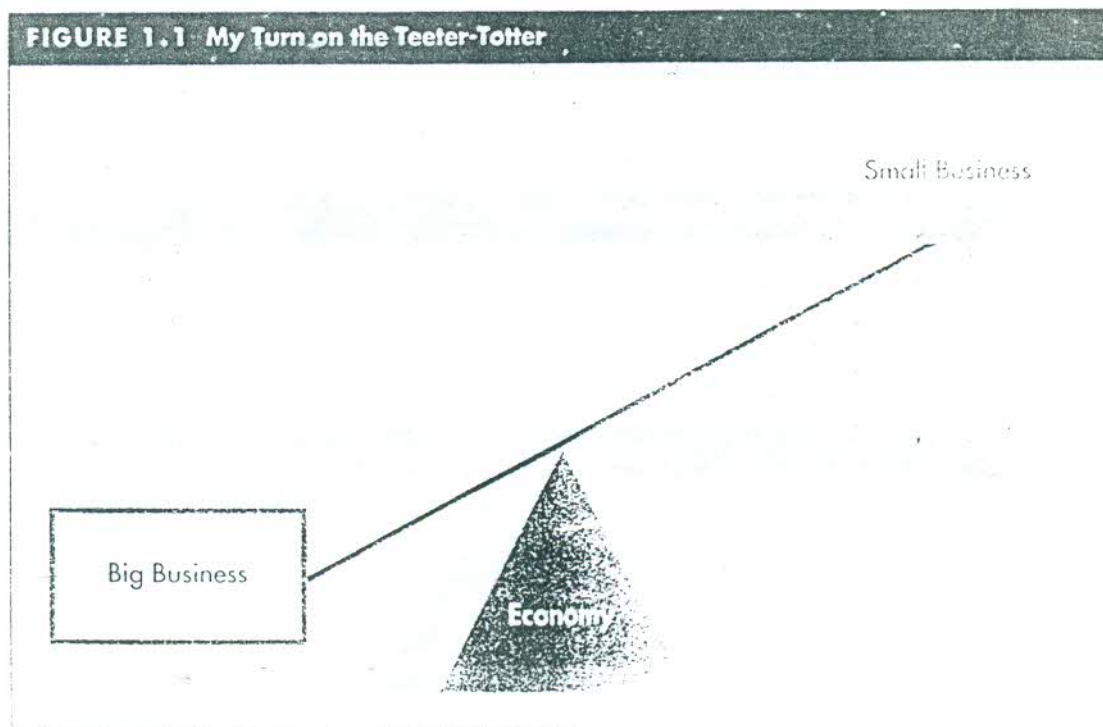 FIGURE 1.1 My Turn on the Teeter-Totter
Small Business
Big Business
Economy